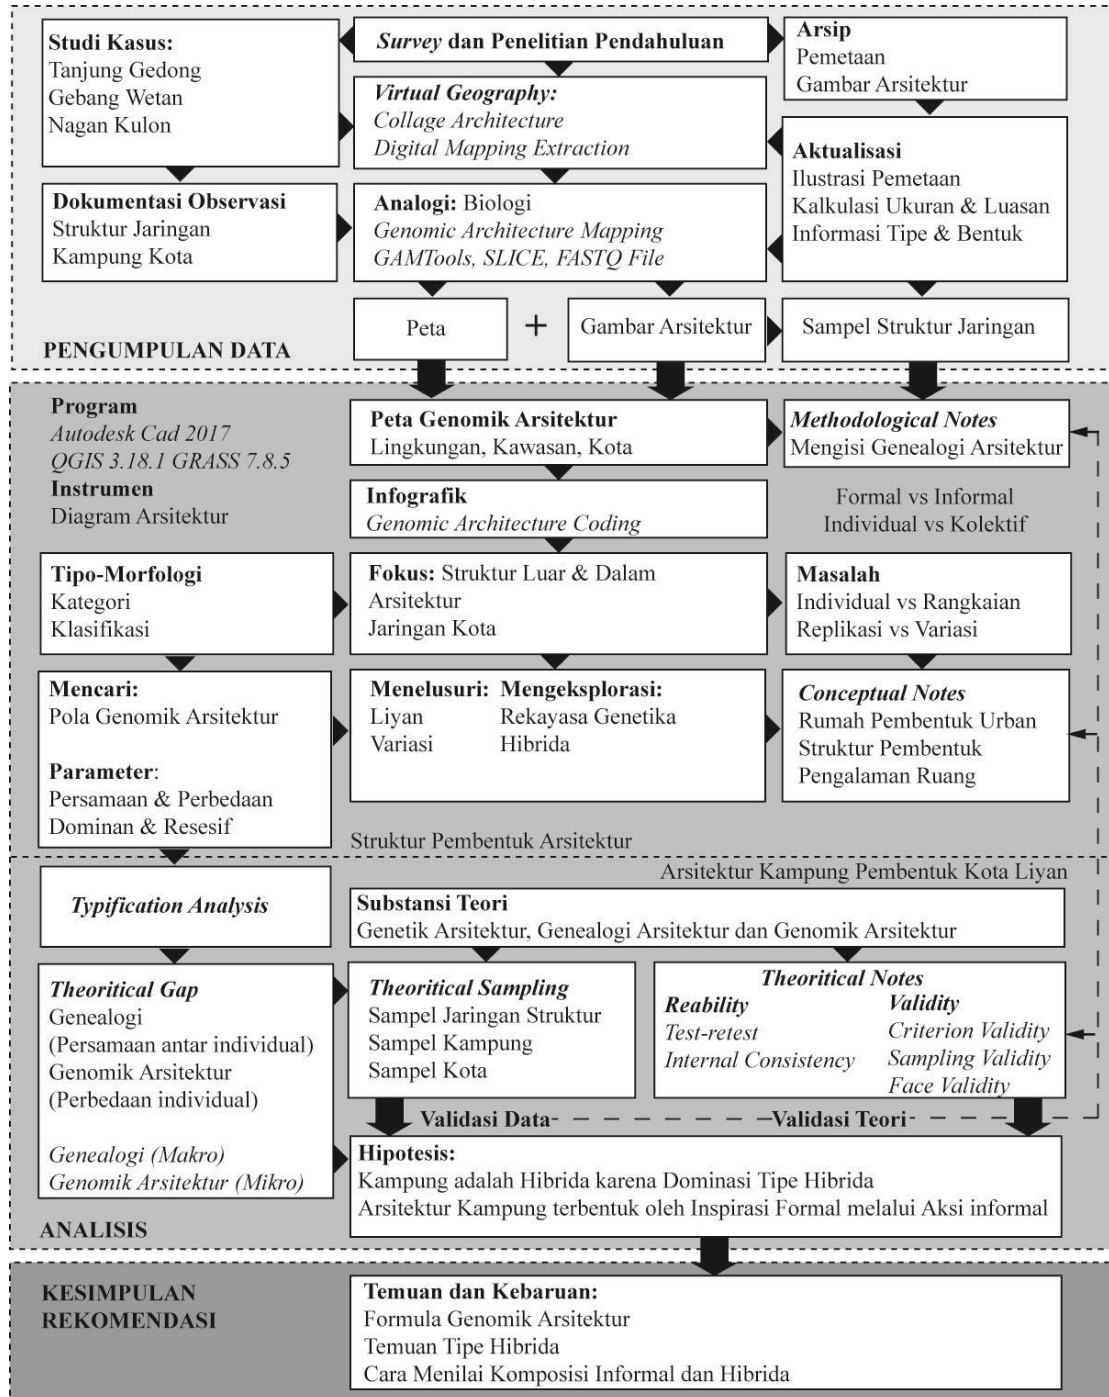 Studi Kasus:
Tanjung Gedong
Gebang Wetan
Nagan Kulon
Survey dan Penelitian Pendahuluan
Arsip
Pemetaan
Gambar Arsitektur
Virtual Geography:
Collage Architecture
Digital Mapping Extraction
Aktualisasi
Ilustrasi Pemetaan
Kalkulasi Ukuran & Luasan
Informasi Tipe & Bentuk
Dokumentasi Observasi
Struktur Jaringan
Kampung Kota
Analogi: Biologi
Genomic Architecture Mapping
GAMTools, SLICE, FASTQ File
Peta
+
Gambar Arsitektur
Sampel Struktur Jaringan
PENGUMPULAN DATA
Program
Autodesk Cad 2017
QGIS 3.18.1 GRASS 7.8.5
Instrumen
Diagram Arsitektur
Peta Genomik Arsitektur
Lingkungan, Kawasan, Kota
Methodological Notes
Mengisi Genealogi Arsitektur
Infografik
Genomic Architecture Coding
Formal vs Informal
Individual vs Kolektif
Tipo-Morfologi
Kategori
Klasifikasi
Fokus: Struktur Luar & Dalam
Arsitektur
Jaringan Kota
Masalah
Individual vs Rangkaian
Replikasi vs Variasi
Mencari:
Pola Genomik Arsitektur
Parameter:
Persamaan & Perbedaan
Dominan & Resesif
Menelusuri:
Liyan
Variasi
Mengeksplorasi:
Rekayasa Genetika
Hibrida
Conceptual Notes
Rumah Pembentuk Urban
Struktur Pembentuk
Pengalaman Ruang
Struktur Pembentuk Arsitektur
Arsitektur Kampung Pembentuk Kota Liyan
Typification Analysis
Substansi Teori
Genetik Arsitektur, Genealogi Arsitektur dan Genomik Arsitektur
Theoritical Gap
Genealogi
(Persamaan antar individual)
Genomik Arsitektur
(Perbedaan individual)
Genealogi (Makro)
Genomik Arsitektur (Mikro)
Theoritical Sampling
Sampel Jaringan Struktur
Sampel Kampung
Sampel Kota
Theoritical Notes
Reability
Test-retest
Internal Consistency
Validity
Criterion Validity
Sampling Validity
Face Validity
Validasi Data
Validasi Teori
Hipotesis:
Kampung adalah Hibrida karena Dominasi Tipe Hibrida
Arsitektur Kampung terbentuk oleh Inspirasi Formal melalui Aksi informal
ANALISIS
KESIMPULAN
REKOMENDASI
Temuan dan Kebaruan:
Formula Genomik Arsitektur
Temuan Tipe Hibrida
Cara Menilai Komposisi Informal dan Hibrida